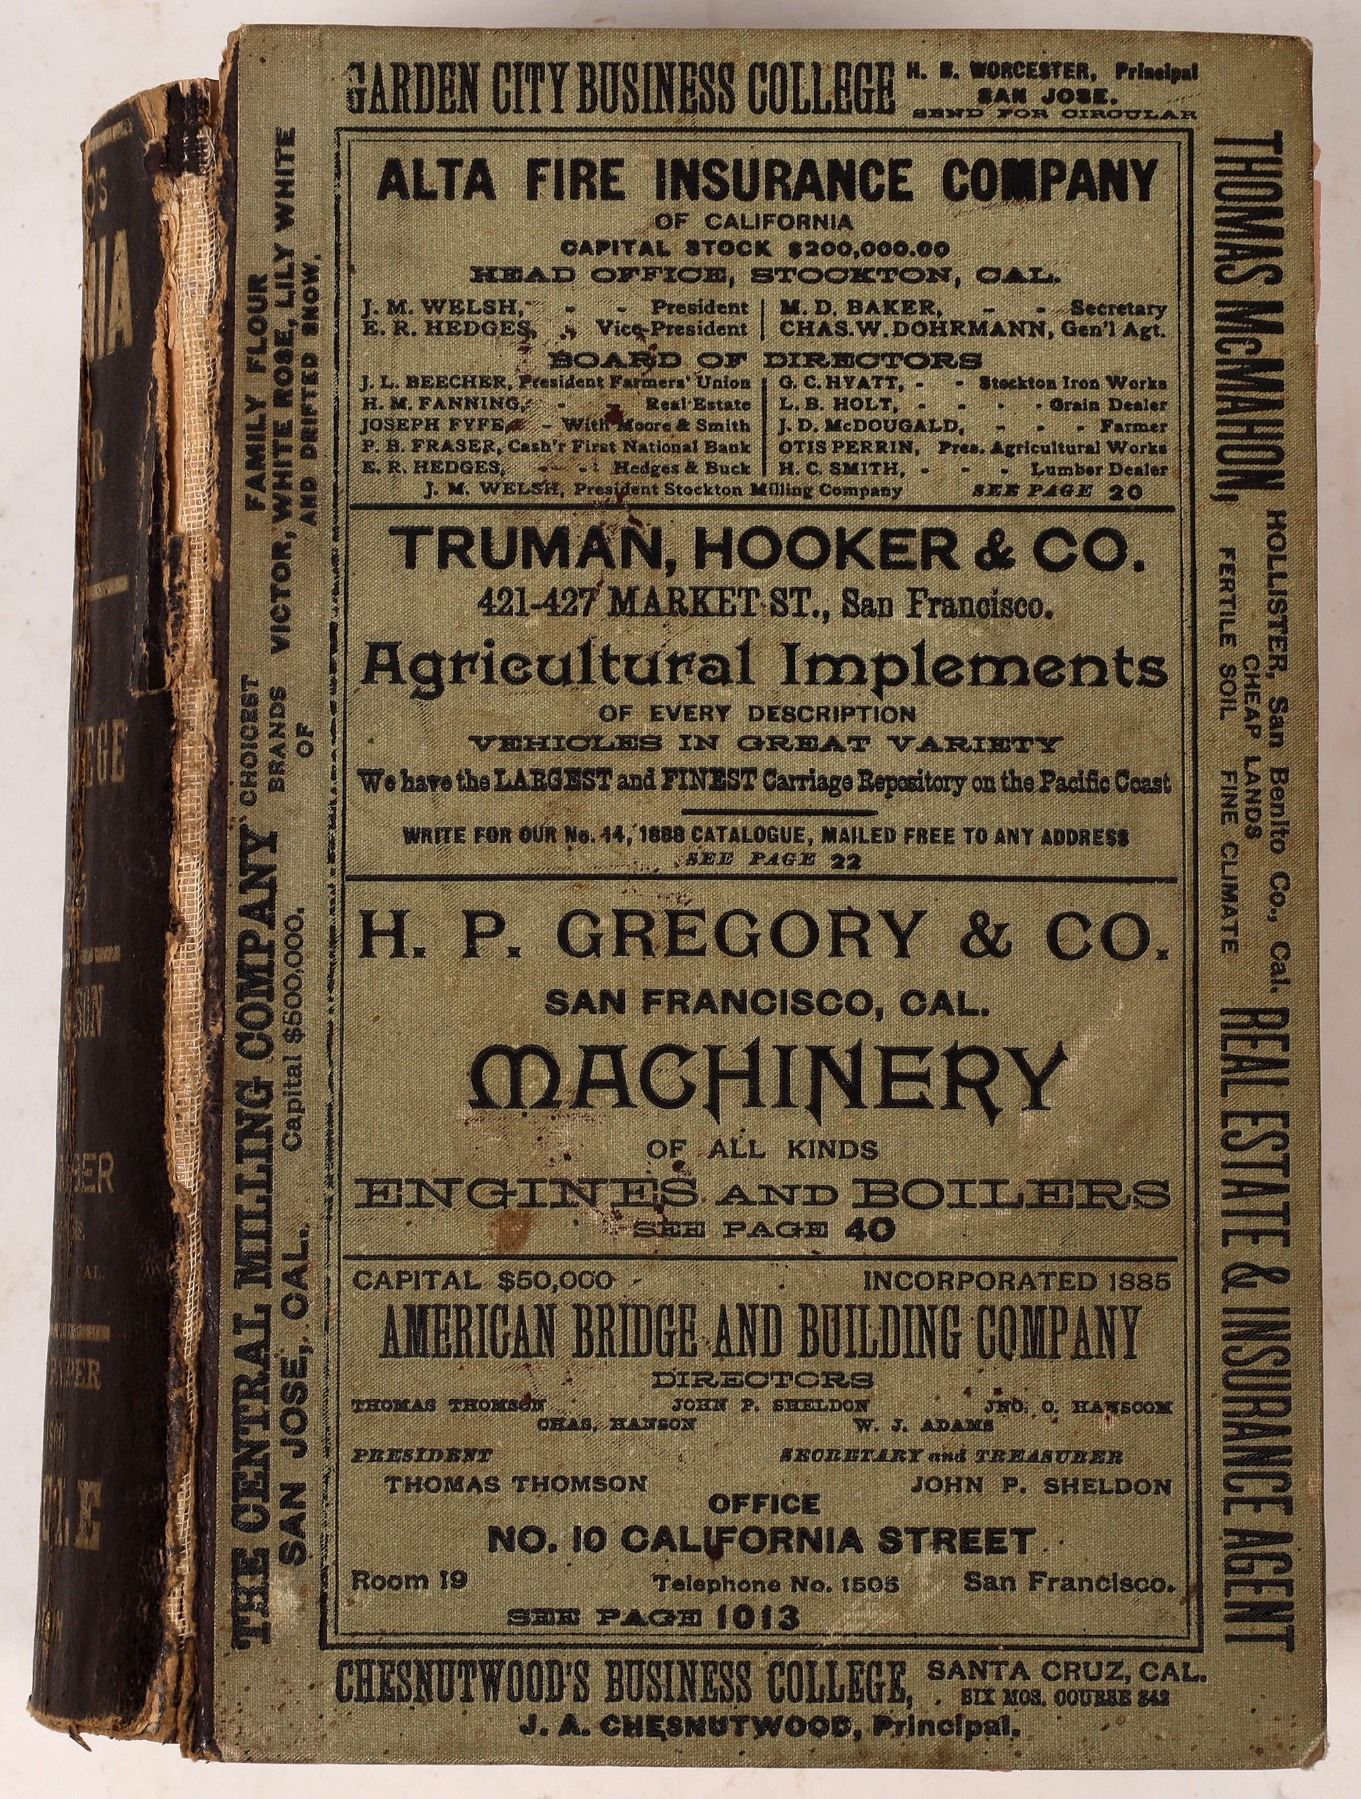 GARDEN CITY BUSINESS COLLEGE
H. B. WORCESTER, Principal
SAN JOSE.
SEND FOR CIRCULAR
ALTA FIRE INSURANCE COMPANY
OF CALIFORNIA
CAPITAL STOCK $200,000.00
HEAD OFFICE, STOCKTON, CAL.
J. M. WELSH, - - President | M. D. BAKER, - - Secretary
E. R. HEDGES, - Vice-President | CHAS. W. DOHRMANN, Gen'l Agt.
BOARD OF DIRECTORS
J. L. BEECHER, President Farmers' Union | G. C. HYATT, - - Stockton Iron Works
H. M. FANNING, - - Real Estate | L. B. HOLT, - - - - Grain Dealer
JOSEPH FYFE, - With Moore & Smith | J. D. McDOUGALD, - - - Farmer
P. B. FRASER, Cash'r First National Bank | OTIS PERRIN, Pres. Agricultural Works
E. R. HEDGES, - - Hedges & Buck | H. C. SMITH, - - - Lumber Dealer
J. M. WELSH, President Stockton Milling Company SEE PAGE 20
TRUMAN, HOOKER & CO.
421-427 MARKET ST., San Francisco.
Agricultural Implements
OF EVERY DESCRIPTION
VEHICLES IN GREAT VARIETY
We have the LARGEST and FINEST Carriage Repository on the Pacific Coast
WRITE FOR OUR No. 14, 1888 CATALOGUE, MAILED FREE TO ANY ADDRESS
SEE PAGE 22
H. P. GREGORY & CO.
SAN FRANCISCO, CAL.
MACHINERY
OF ALL KINDS
ENGINES AND BOILERS
SEE PAGE 40
CAPITAL $50,000 INCORPORATED 1885
AMERICAN BRIDGE AND BUILDING COMPANY
DIRECTORS
THOMAS THOMSON JOHN P. SHELDON JNO. O. HANSCOM
CHAS. HANSON W. J. ADAMS
PRESIDENT SECRETARY and TREASURER
THOMAS THOMSON JOHN P. SHELDON
OFFICE
NO. 10 CALIFORNIA STREET
Room 19 Telephone No. 1505 San Francisco.
SEE PAGE 1013
CHESNUTWOOD'S BUSINESS COLLEGE,
SANTA CRUZ, CAL.
SIX MOS. COURSE $42
J. A. CHESNUTWOOD, Principal.
THE CENTRAL MILLING COMPANY
SAN JOSE, CAL. Capital $500,000.
CHOICEST
BRANDS
OF
FAMILY FLOUR
VICTOR, WHITE ROSE, LILY WHITE
AND DRIFTED SNOW.
THOMAS McMAHON,
HOLLISTER, San Benito Co., Cal.
CHEAP LANDS
FERTILE SOIL FINE CLIMATE
REAL ESTATE & INSURANCE AGENT